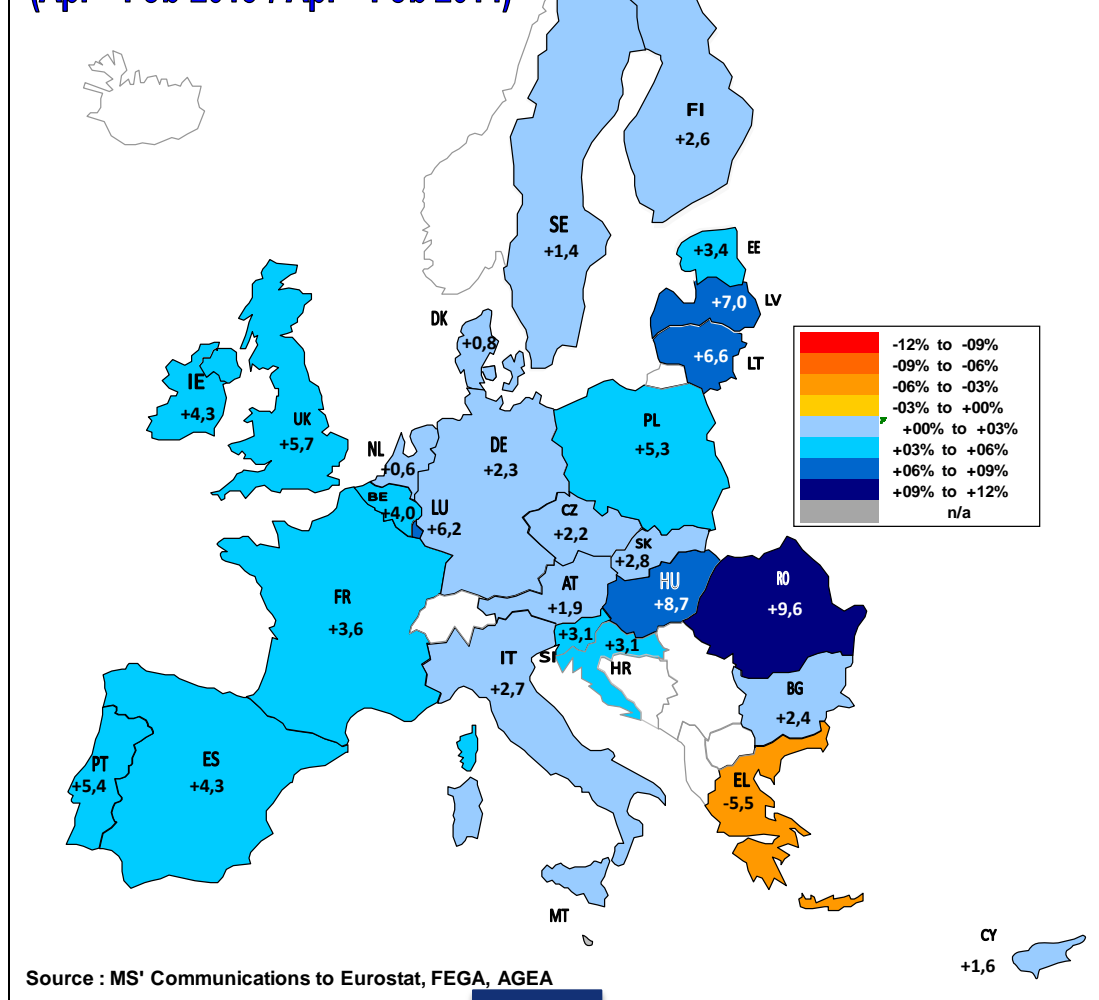 FI
+2,6
SE
+1,4
+3,4 EE
+7,0 LV
+6,6 LT
DK
+0,8
IE
+4,3
UK
+5,7
NL
+0,6
BE
+4,0
LU
+6,2
DE
+2,3
PL
+5,3
CZ
+2,2
SK
+2,8
AT
+1,9
HU
+8,7
RO
+9,6
FR
+3,6
+3,1
SI
+3,1
HR
IT
+2,7
BG
+2,4
PT
+5,4
ES
+4,3
EL
-5,5
MT
CY
+1,6
-12% to -09%
-09% to -06%
-06% to -03%
-03% to +00%
+00% to +03%
+03% to +06%
+06% to +09%
+09% to +12%
n/a
Source : MS' Communications to Eurostat, FEGA, AGEA